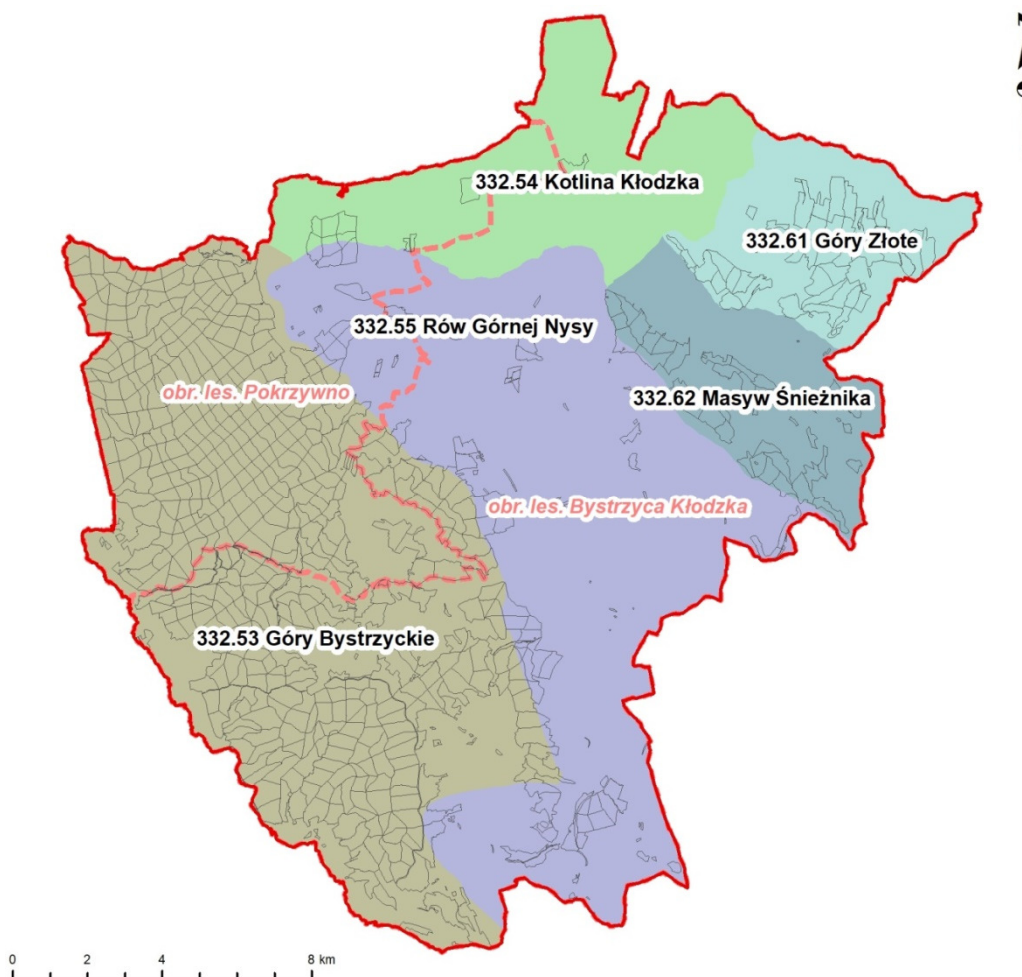 332.54 Kotlina Kłodzka
332.61 Góry Złote
332.55 Rów Górnej Nysy
obr. les. Pokrzywno
332.62 Masyw Śnieżnika
obr. les. Bystrzyca Kłodzka
332.53 Góry Bystrzyckie
0 2 4 8 km